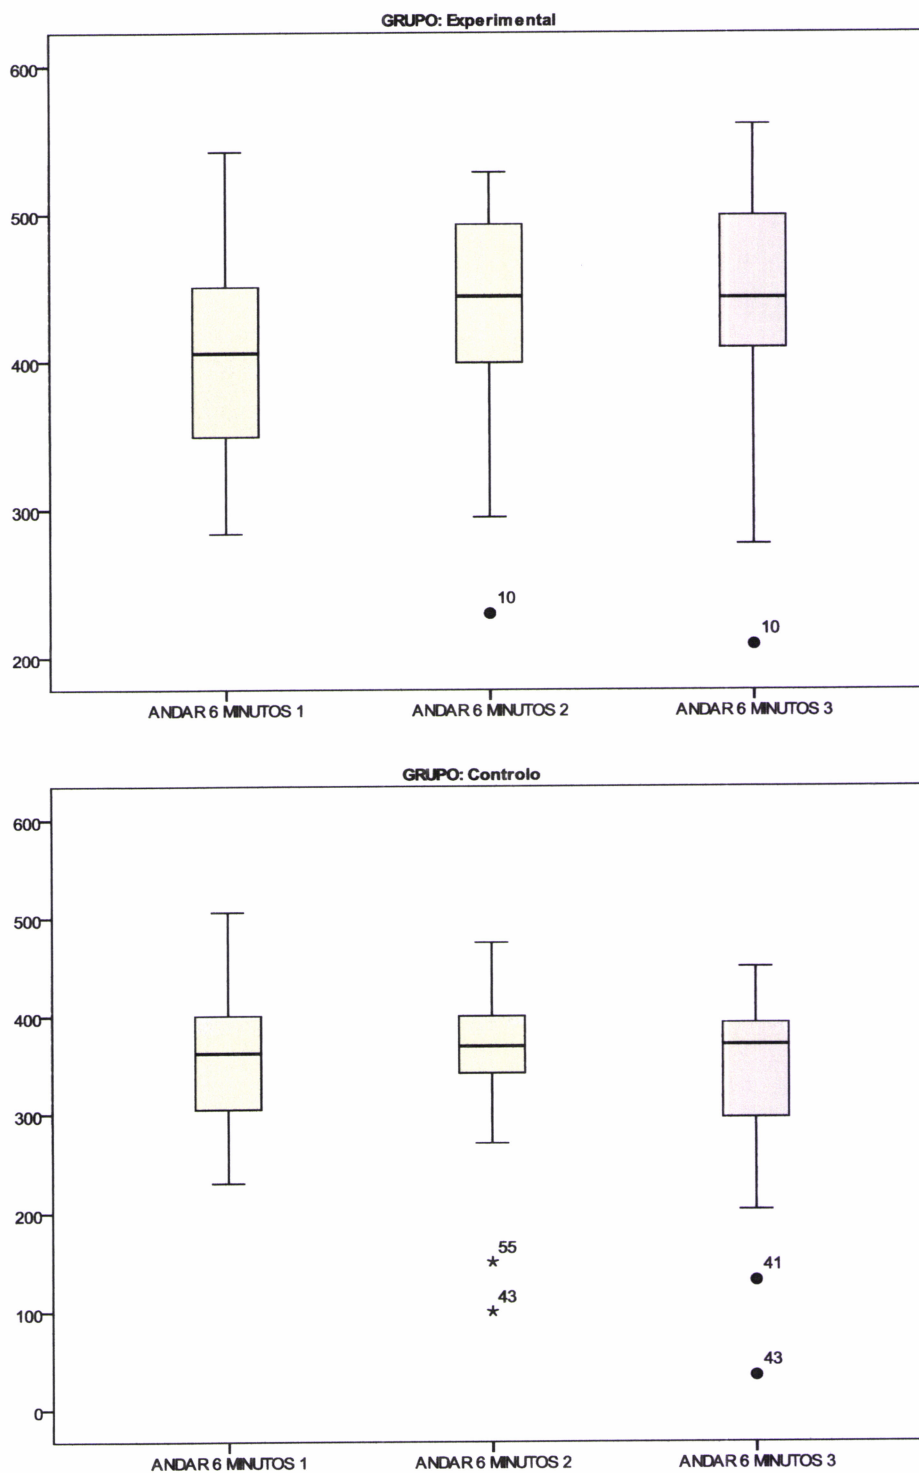 GRUPO: Experimental
600
500
400
300
200
10
10
ANDAR 6 MINUTOS 1
ANDAR 6 MINUTOS 2
ANDAR 6 MINUTOS 3
GRUPO: Controlo
600
500
400
300
200
100
0
55
43
41
43
ANDAR 6 MINUTOS 1
ANDAR 6 MINUTOS 2
ANDAR 6 MINUTOS 3